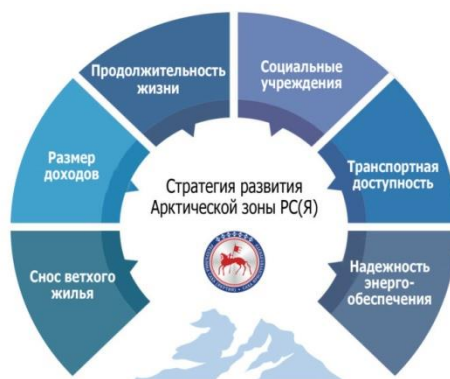 Продолжительность
жизни
Социальные
учреждения
Размер
доходов
Транспортная
доступность
Стратегия развития
Арктической зоны РС(Я)
Снос ветхого
жилья
Надежность
энерго-
обеспечения